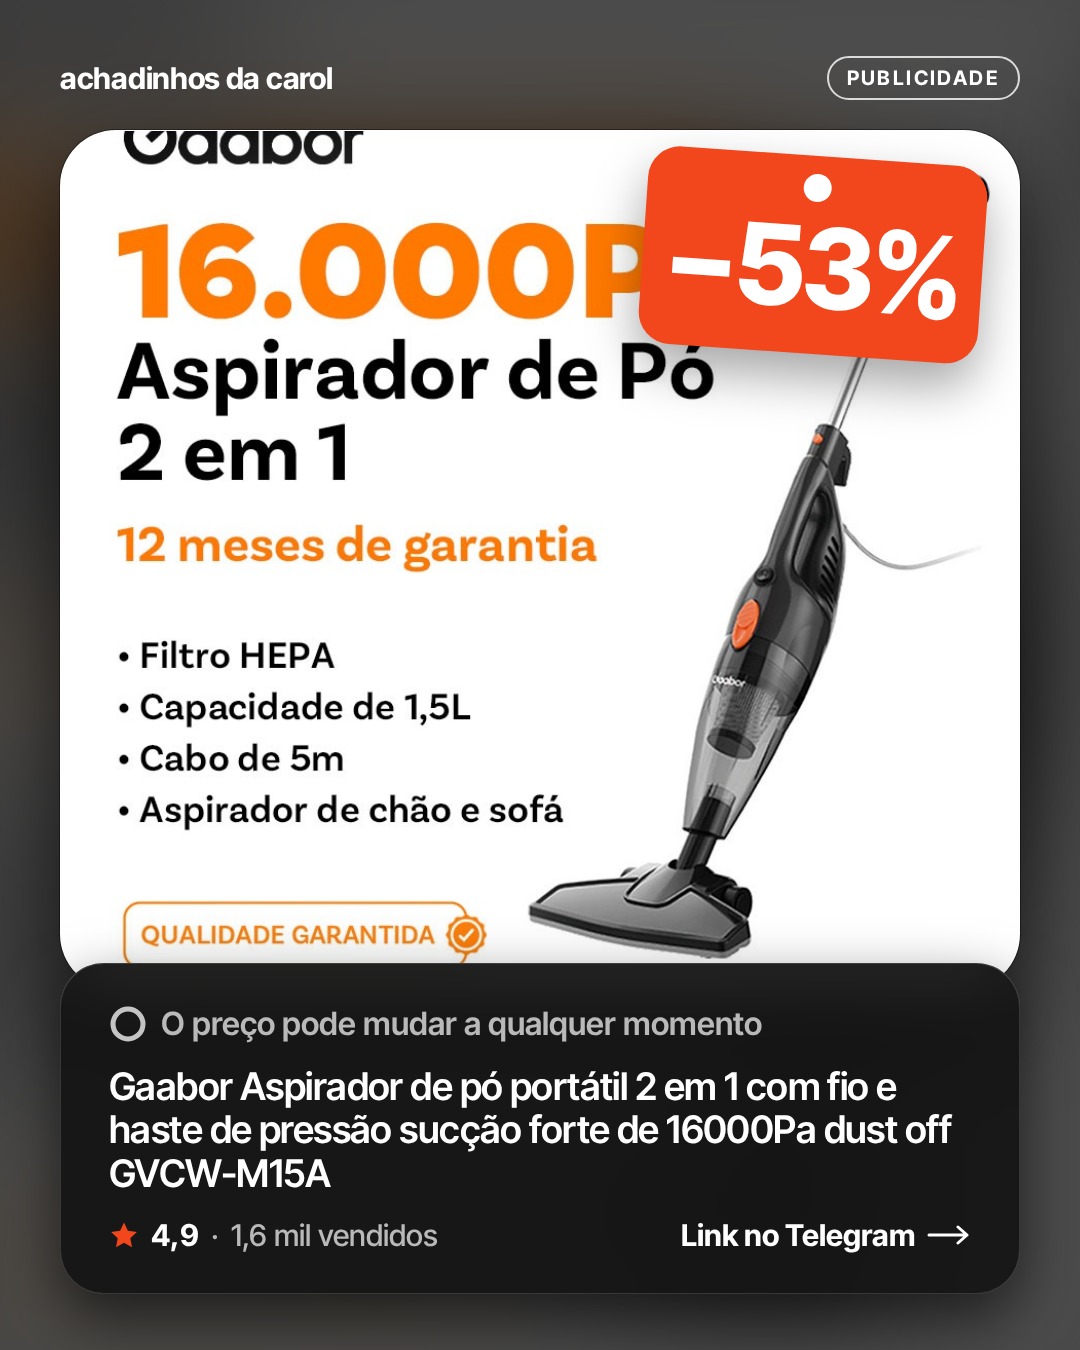 achadinhos da carol
PUBLICIDADE
Gaabor
16.000P
-53%
Aspirador de Pó
2 em 1
12 meses de garantia
• Filtro HEPA
• Capacidade de 1,5L
• Cabo de 5m
• Aspirador de chão e sofá
Gaabor
QUALIDADE GARANTIDA
O preço pode mudar a qualquer momento
Gaabor Aspirador de pó portátil 2 em 1 com fio e
haste de pressão sucção forte de 16000Pa dust off
GVCW-M15A
4,9 · 1,6 mil vendidos
Link no Telegram →